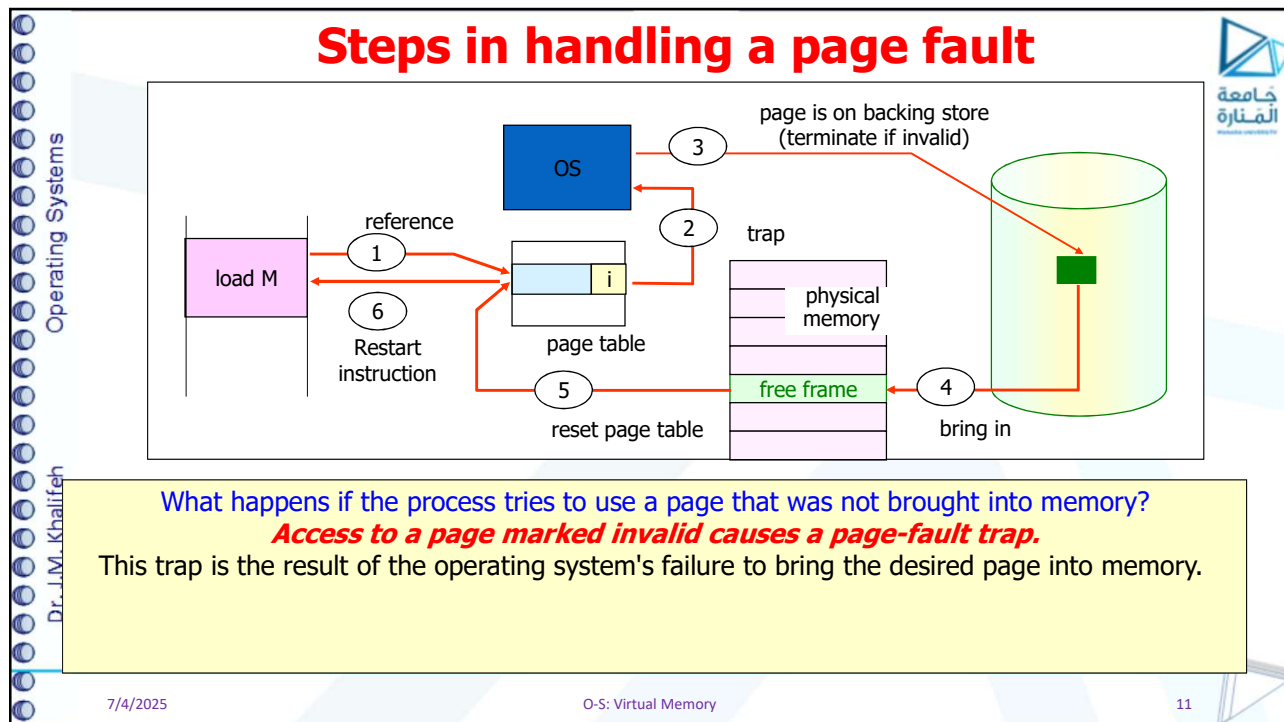 Steps in handling a page fault
جَامعة
المَنارة
Operating Systems
Dr. J.M. Khalifeh
page is on backing store
(terminate if invalid)
OS
3
reference
2
trap
1
load M
i
physical
memory
6
Restart
instruction
page table
5
free frame
4
reset page table
bring in
What happens if the process tries to use a page that was not brought into memory?
Access to a page marked invalid causes a page-fault trap.
This trap is the result of the operating system's failure to bring the desired page into memory.
7/4/2025
O-S: Virtual Memory
11